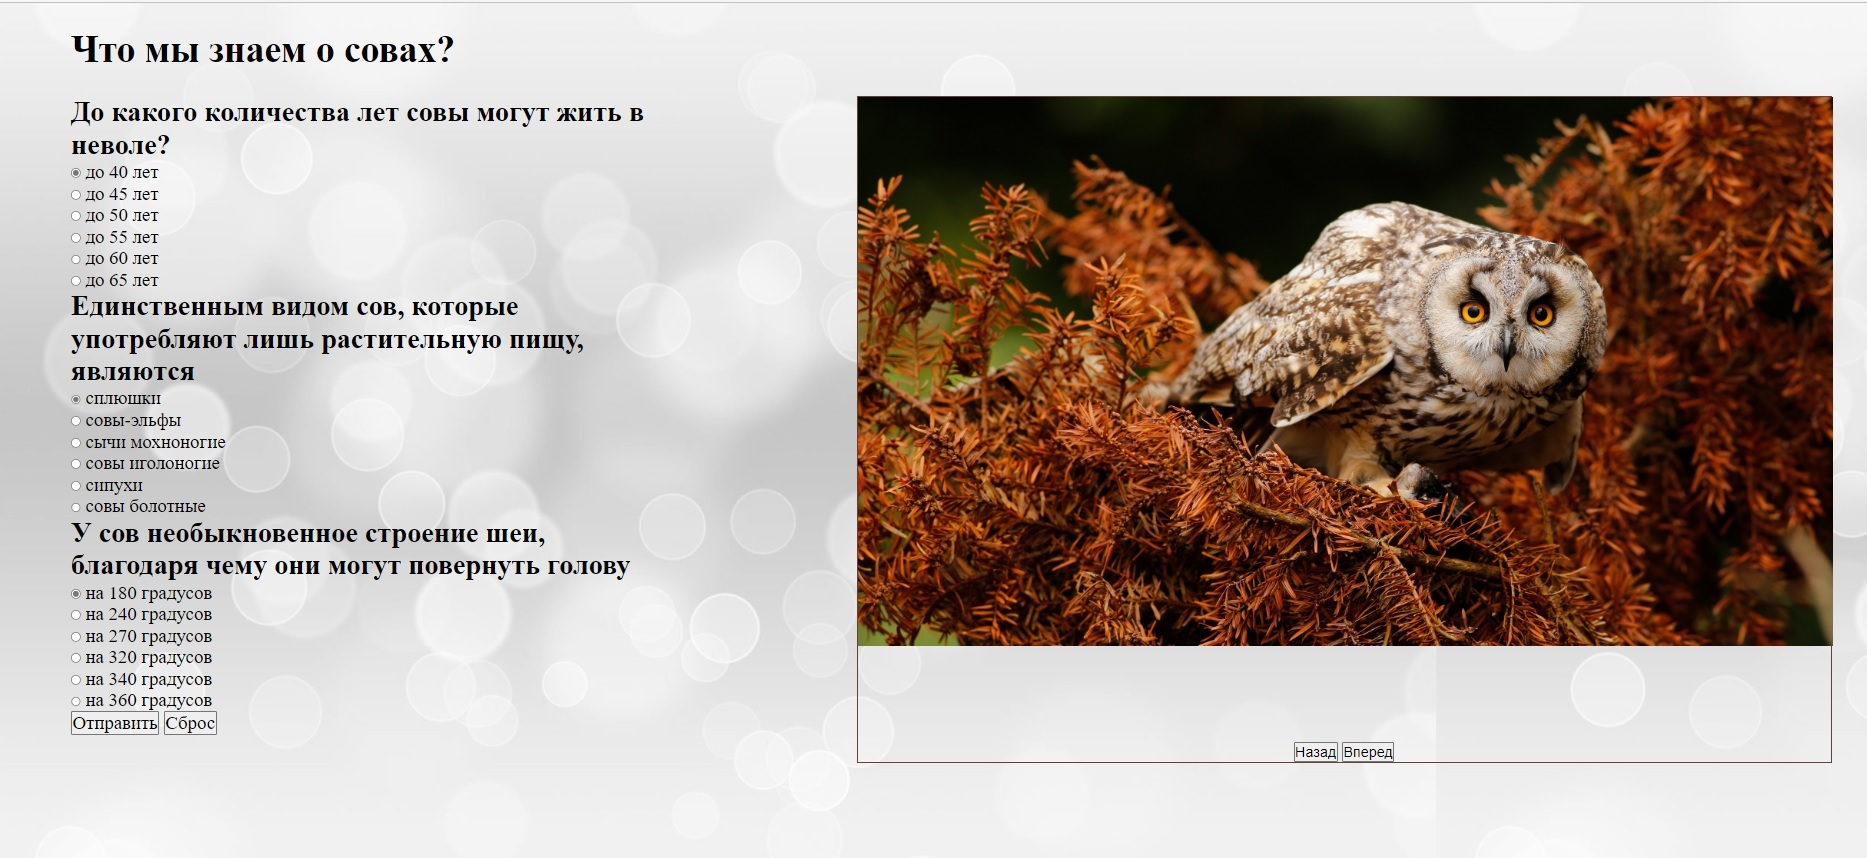 Что мы знаем о совах?
До какого количества лет совы могут жить в
неволе?
до 40 лет
до 45 лет
до 50 лет
до 55 лет
до 60 лет
до 65 лет
Единственным видом сов, которые
употребляют лишь растительную пищу,
являются
сплюшки
совы-эльфы
сычи мохноногие
совы иголоногие
сипухи
совы болотные
У сов необыкновенное строение шеи,
благодаря чему они могут повернуть голову
на 180 градусов
на 240 градусов
на 270 градусов
на 320 градусов
на 340 градусов
на 360 градусов
Отправить Сброс
Назад Вперед